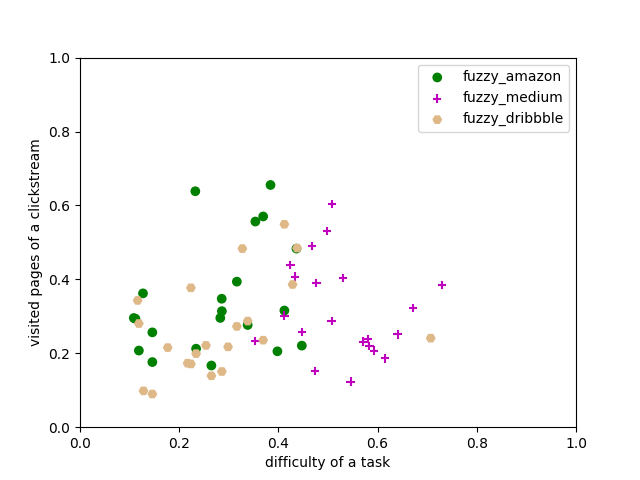 1.0
0.8
0.6
0.4
0.2
0.0
0.0 0.2 0.4 0.6 0.8 1.0
visited pages of a clickstream
difficulty of a task
fuzzy_amazon
fuzzy_medium
fuzzy_dribbble